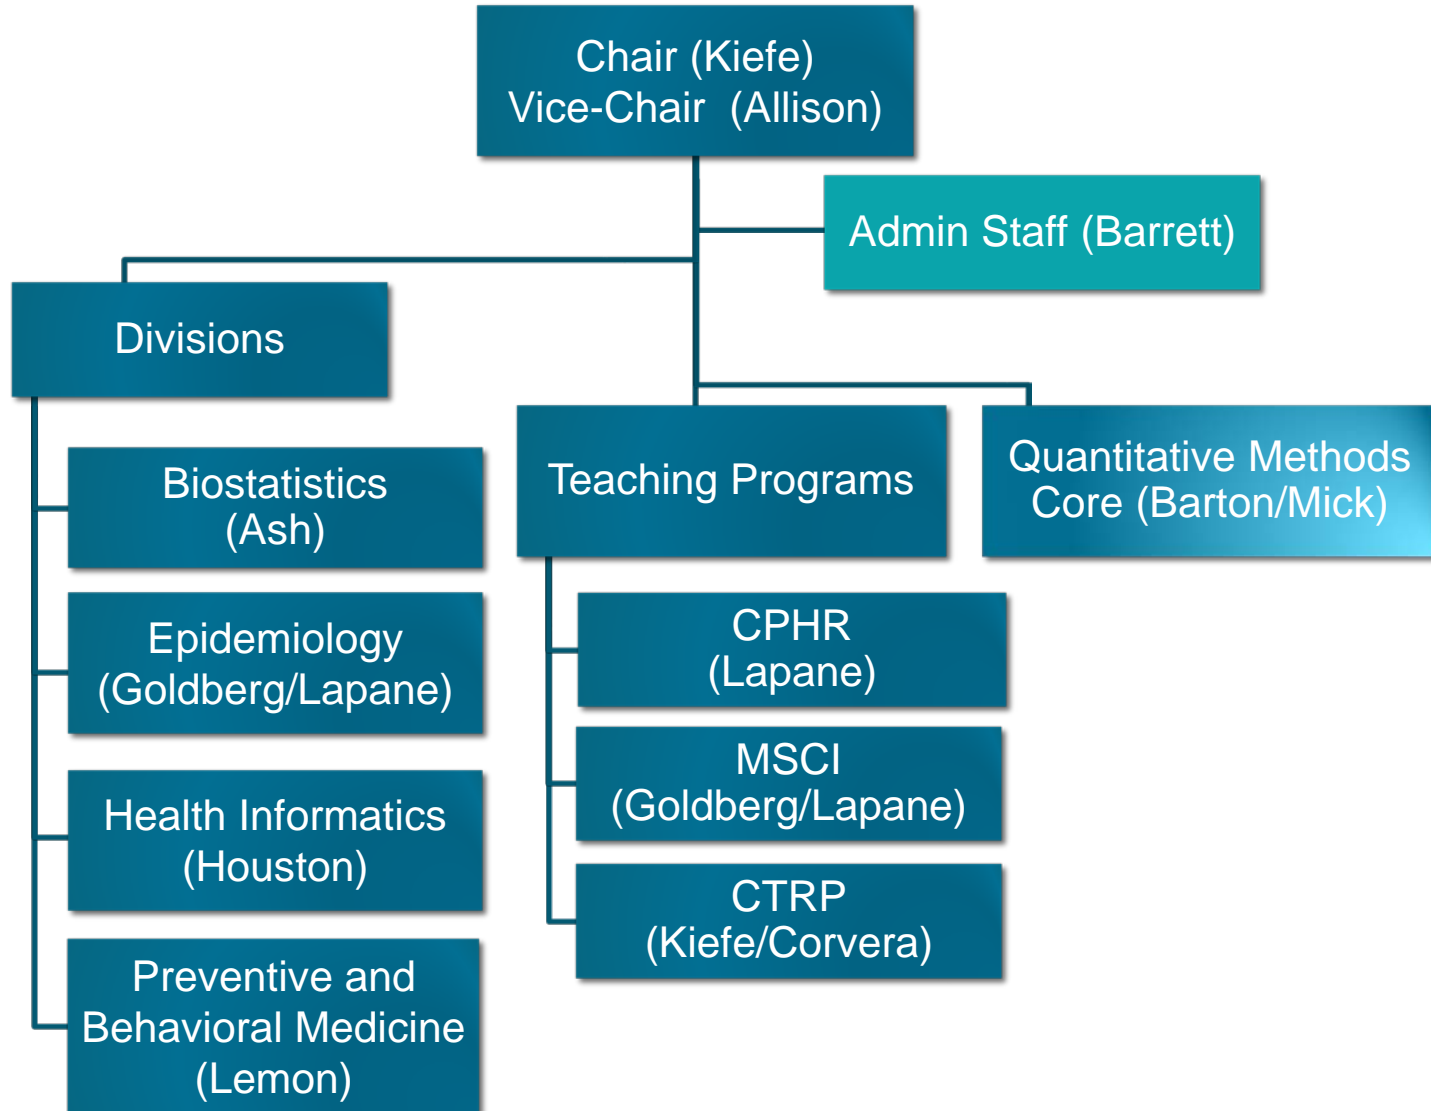 Chair (Kiefe)
Vice-Chair (Allison)
Admin Staff (Barrett)
Divisions
Biostatistics
(Ash)
Epidemiology
(Goldberg/Lapane)
Health Informatics
(Houston)
Preventive and
Behavioral Medicine
(Lemon)
Teaching Programs
CPHR
(Lapane)
MSCI
(Goldberg/Lapane)
CTRP
(Kiefe/Corvera)
Quantitative Methods
Core (Barton/Mick)